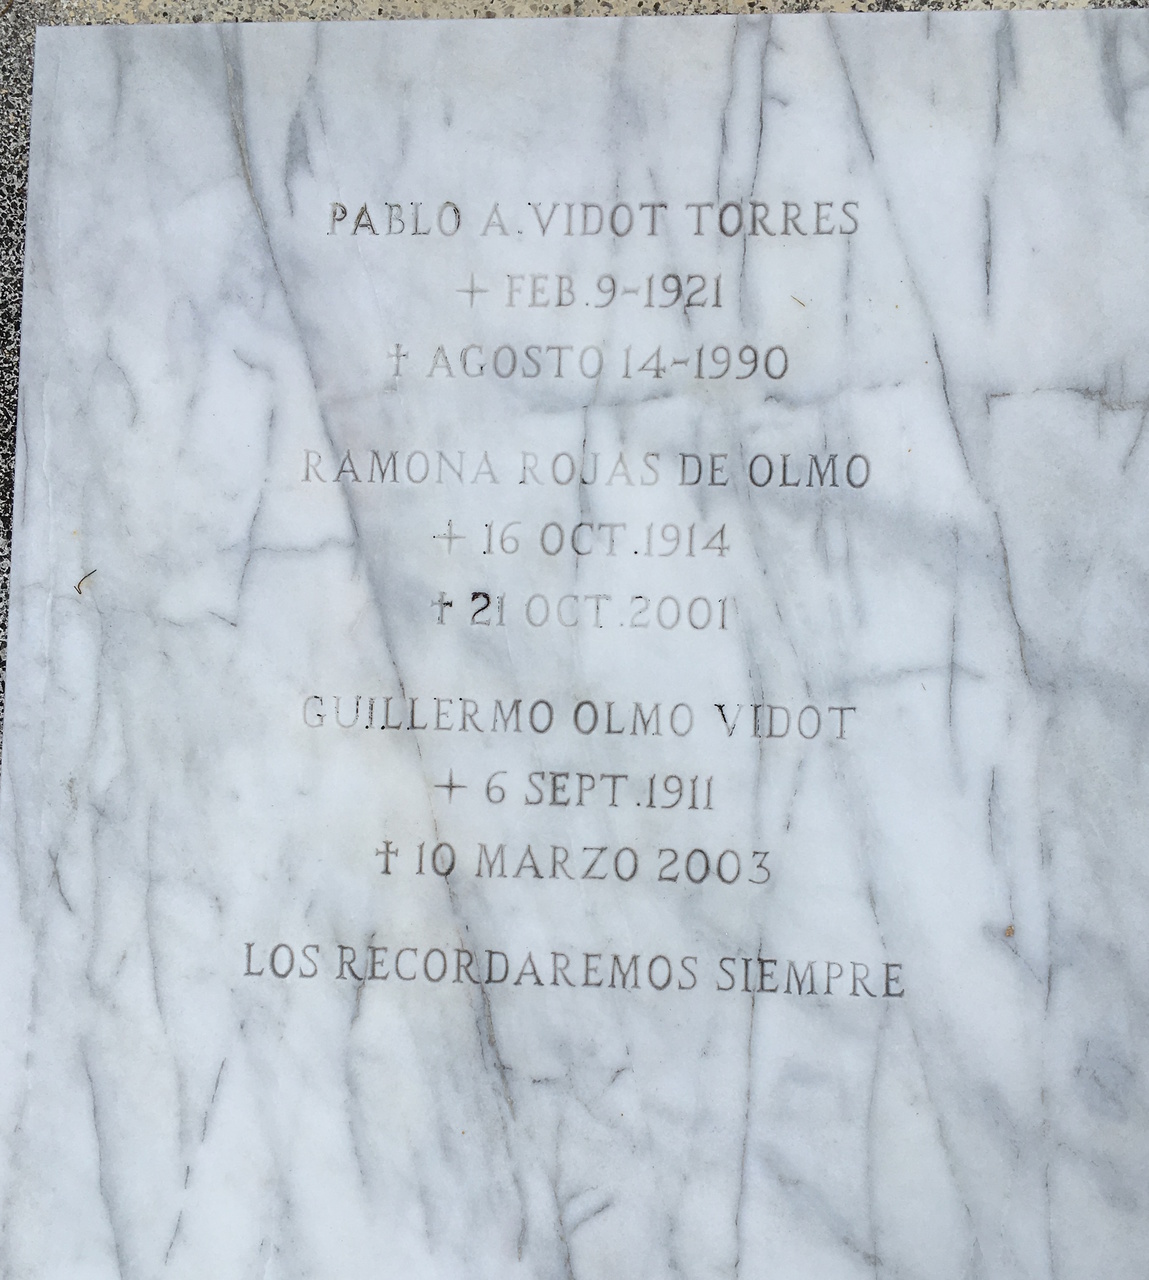 PABLO A. VIDOT TORRES
+ FEB. 9-1921
✝ AGOSTO 14-1990
RAMONA ROJAS DE OLMO
+ 16 OCT. 1914
✝ 21 OCT. 2001
GUILLERMO OLMO VIDOT
+ 6 SEPT. 1911
✝ 10 MARZO 2003
LOS RECORDAREMOS SIEMPRE